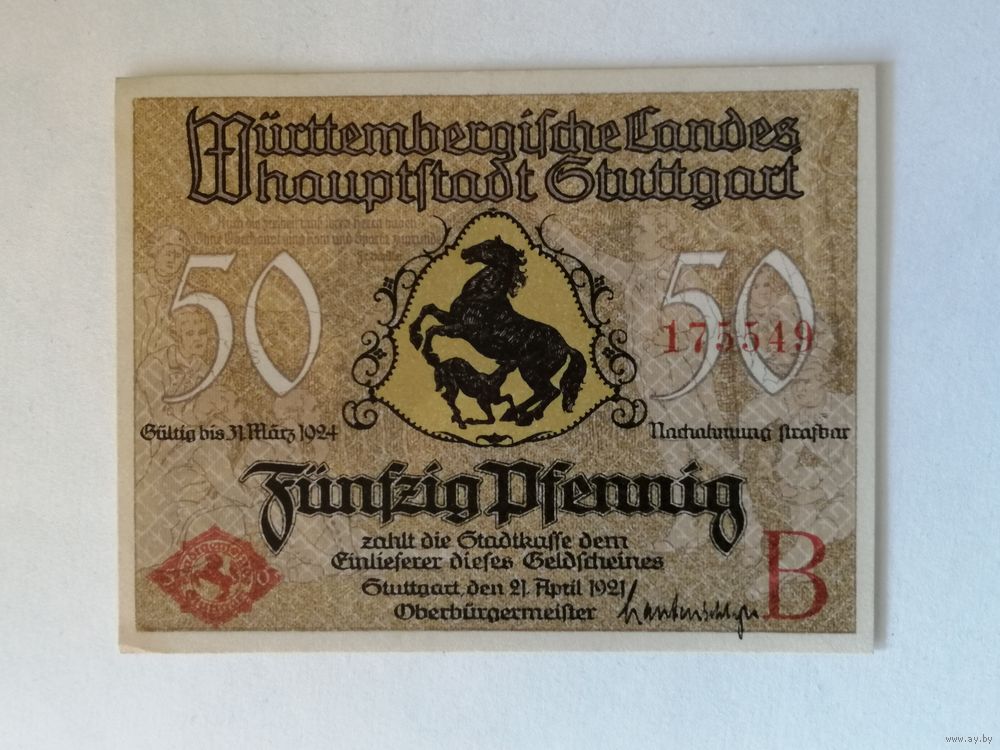 Württembergische Landes
hauptstadt Stuttgart
50
50
175549
Gültig bis 31. März 1924
Nachahmung strafbar
Fünfzig Pfennig
zahlt die Stadtkasse dem
Einlieferer dieses Geldscheines
Stuttgart, den 21. April 1921
Oberbürgermeister
B
www.ay.by